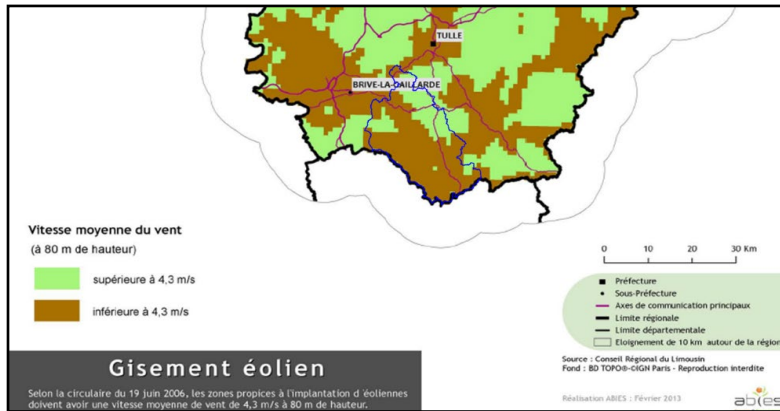 TULLE
BRIVE-LA-GAILLARDE
Vitesse moyenne du vent
(à 80 m de hauteur)
supérieure à 4,3 m/s
inférieure à 4,3 m/s
0 10 20 30 Km
Préfecture
Sous-Préfecture
Axes de communication principaux
Limite régionale
Limite départementale
Eloignement de 10 km autour de la région
Gisement éolien
Selon la circulaire du 19 juin 2006, les zones propices à l'implantation d'éoliennes
doivent avoir une vitesse moyenne de vent de 4,3 m/s à 80 m de hauteur.
Source : Conseil Régional du Limousin
Fond : BD TOPO®-©IGN Paris - Reproduction interdite
Réalisation ABIES : Février 2013
abies